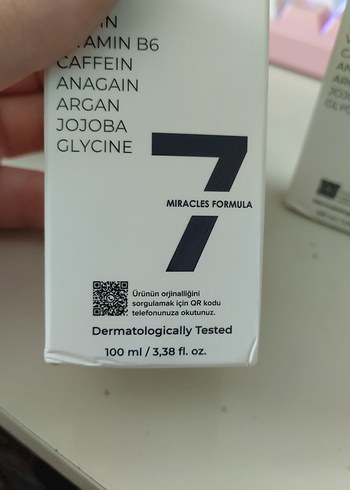 VITAMIN B6
CAFFEIN
ANAGAIN
ARGAN
JOJOBA
GLYCINE
7
MIRACLES FORMULA
Ürünün orjinalliğini
sorgulamak için QR kodu
telefonunuza okutunuz.
Dermatologically Tested
100 ml / 3,38 fl. oz.